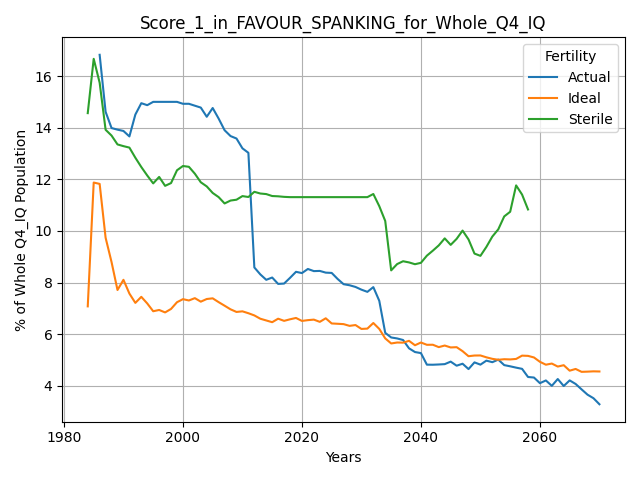 Score_1_in_FAVOUR_SPANKING_for_Whole_Q4_IQ
Fertility
Actual
Ideal
Sterile
% of Whole Q4_IQ Population
16
14
12
10
8
6
4
1980 2000 2020 2040 2060
Years